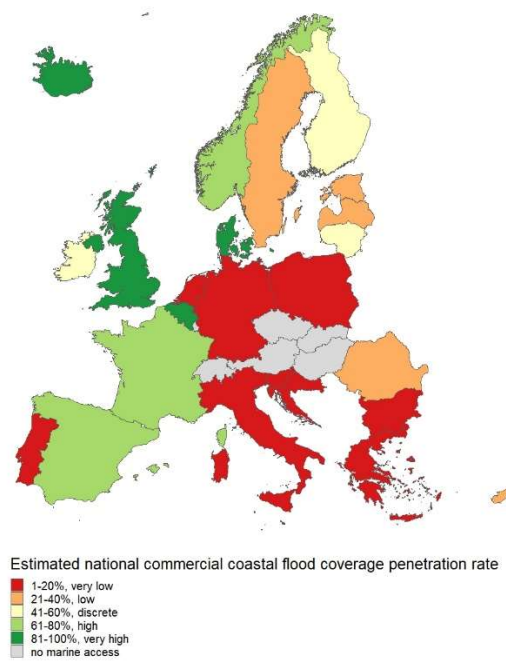 Estimated national commercial coastal flood coverage penetration rate
1-20%, very low
21-40%, low
41-60%, discrete
61-80%, high
81-100%, very high
no marine access